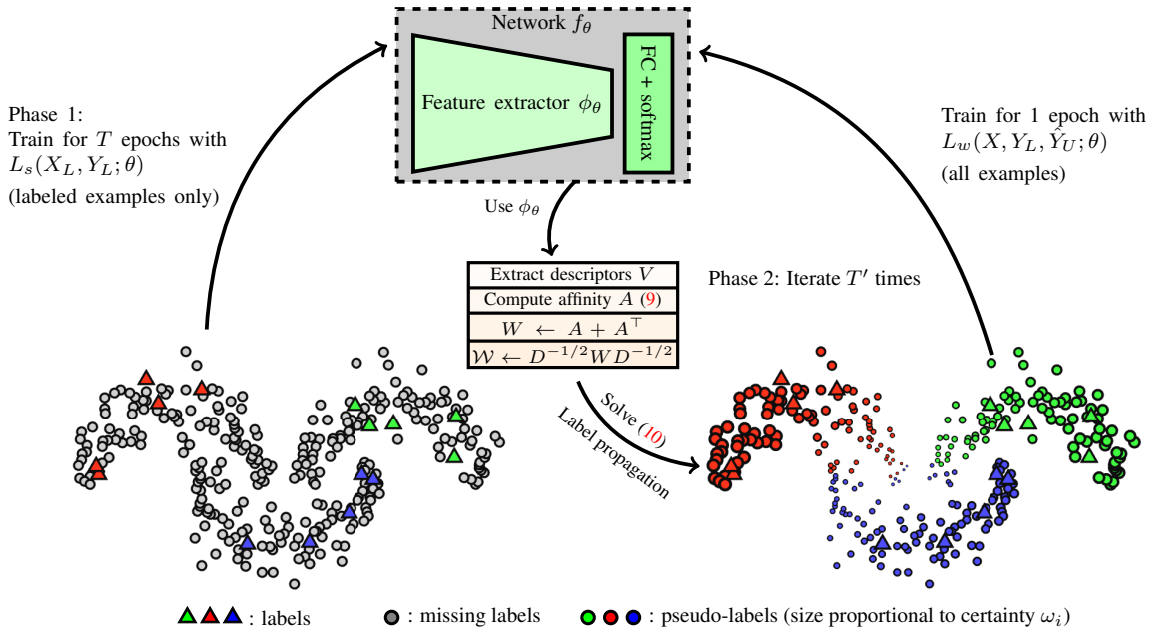 Network $f_\theta$
Feature extractor $\phi_\theta$
FC + softmax
Phase 1:
Train for $T$ epochs with
$L_s(X_L, Y_L; \theta)$
(labeled examples only)
Train for 1 epoch with
$L_w(X, Y_L, \hat{Y}_U; \theta)$
(all examples)
Use $\phi_\theta$
Extract descriptors $V$
Compute affinity $A$ (9)
$W \leftarrow A + A^\top$
$\mathcal{W} \leftarrow D^{-1/2} W D^{-1/2}$
Phase 2: Iterate $T'$ times
Solve (10)
Label propagation
: labels
: missing labels
: pseudo-labels (size proportional to certainty $\omega_i$)